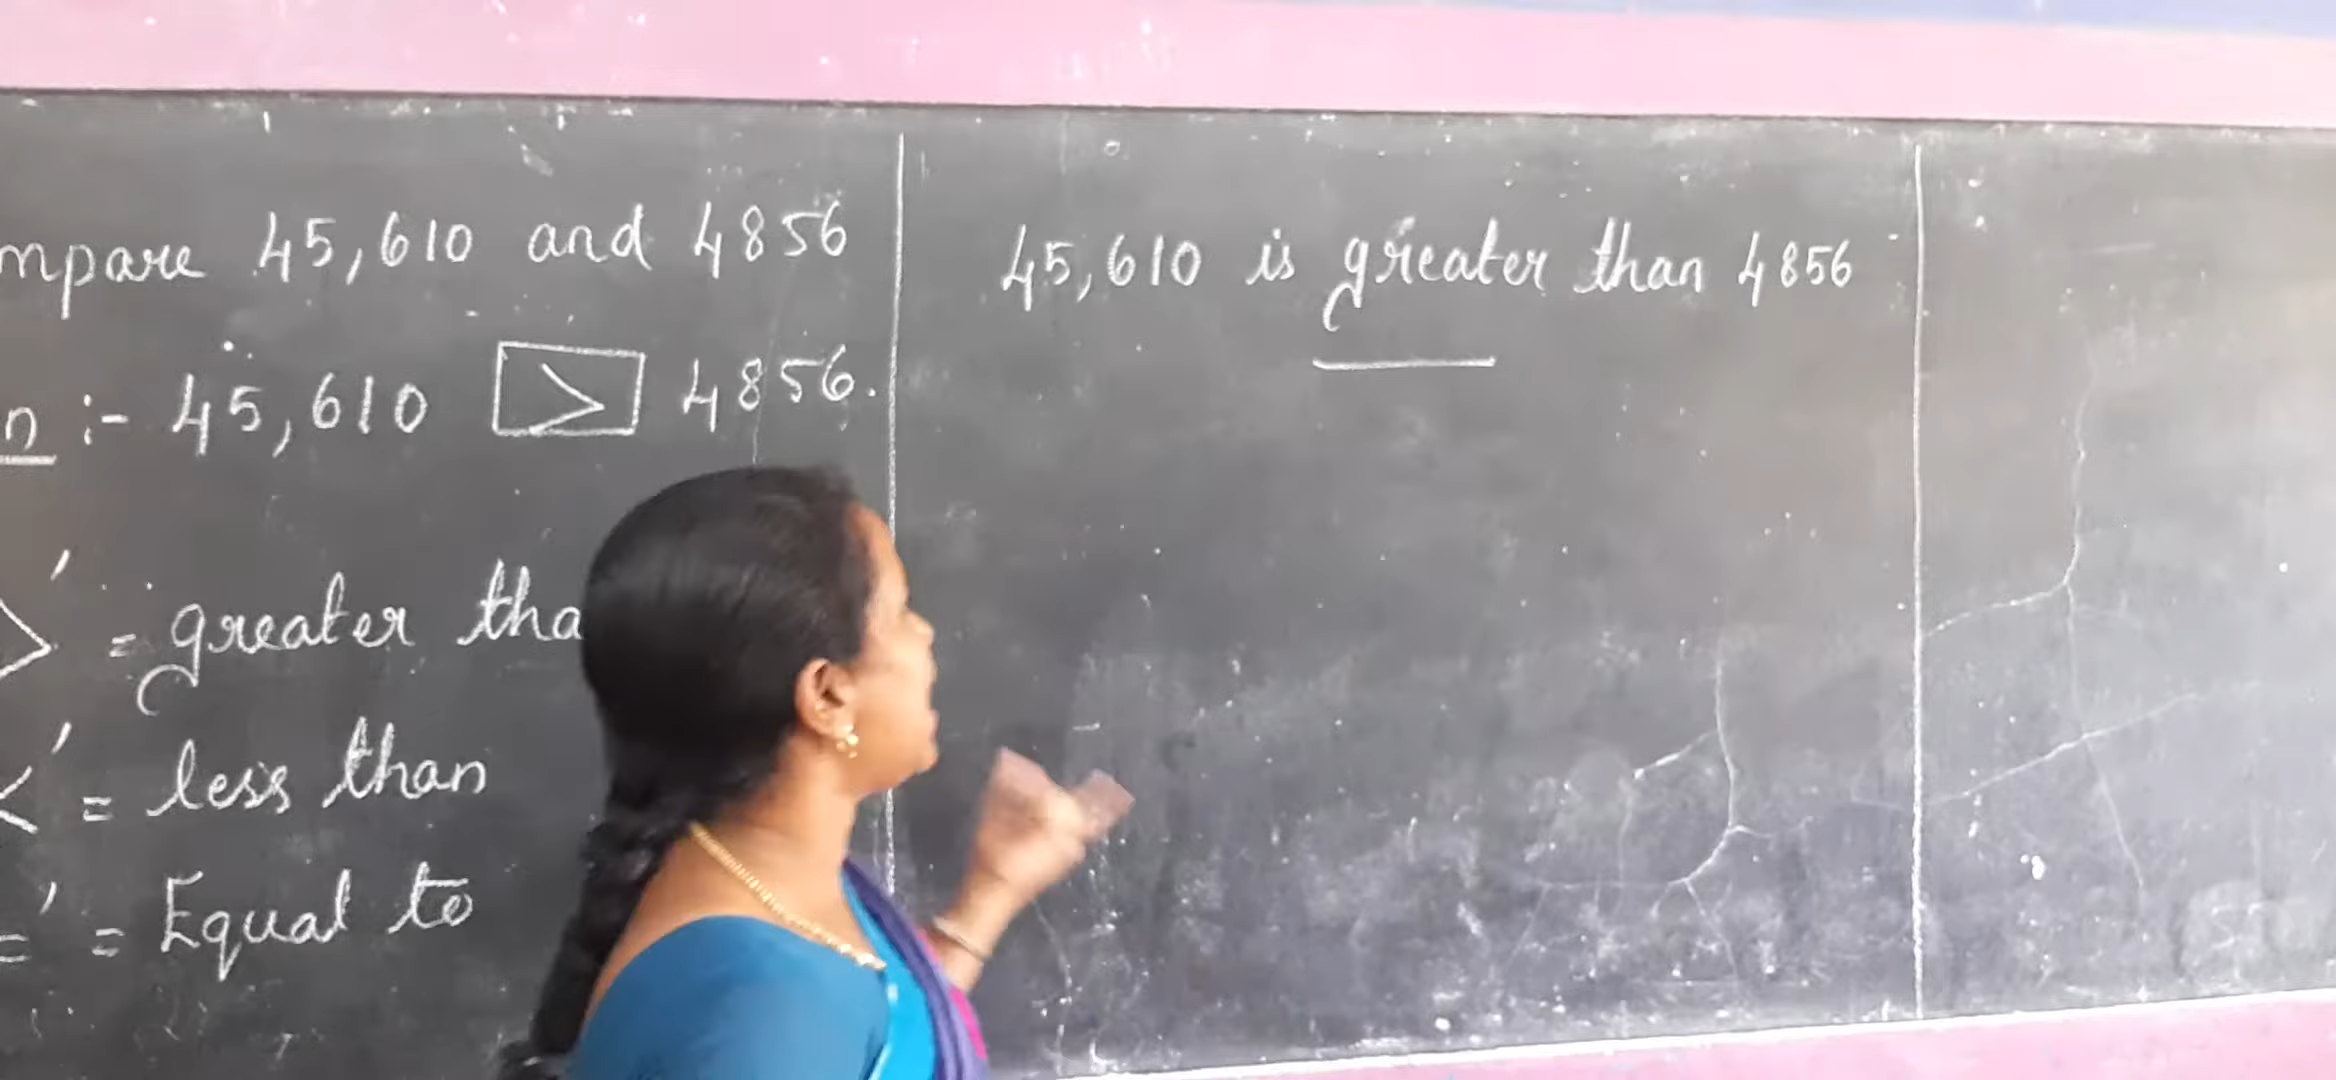 mpare 45,610 and 4856
n :- 45,610 > 4856.
>' = greater tha
<' = less than
=' = Equal to
45,610 is greater than 4856